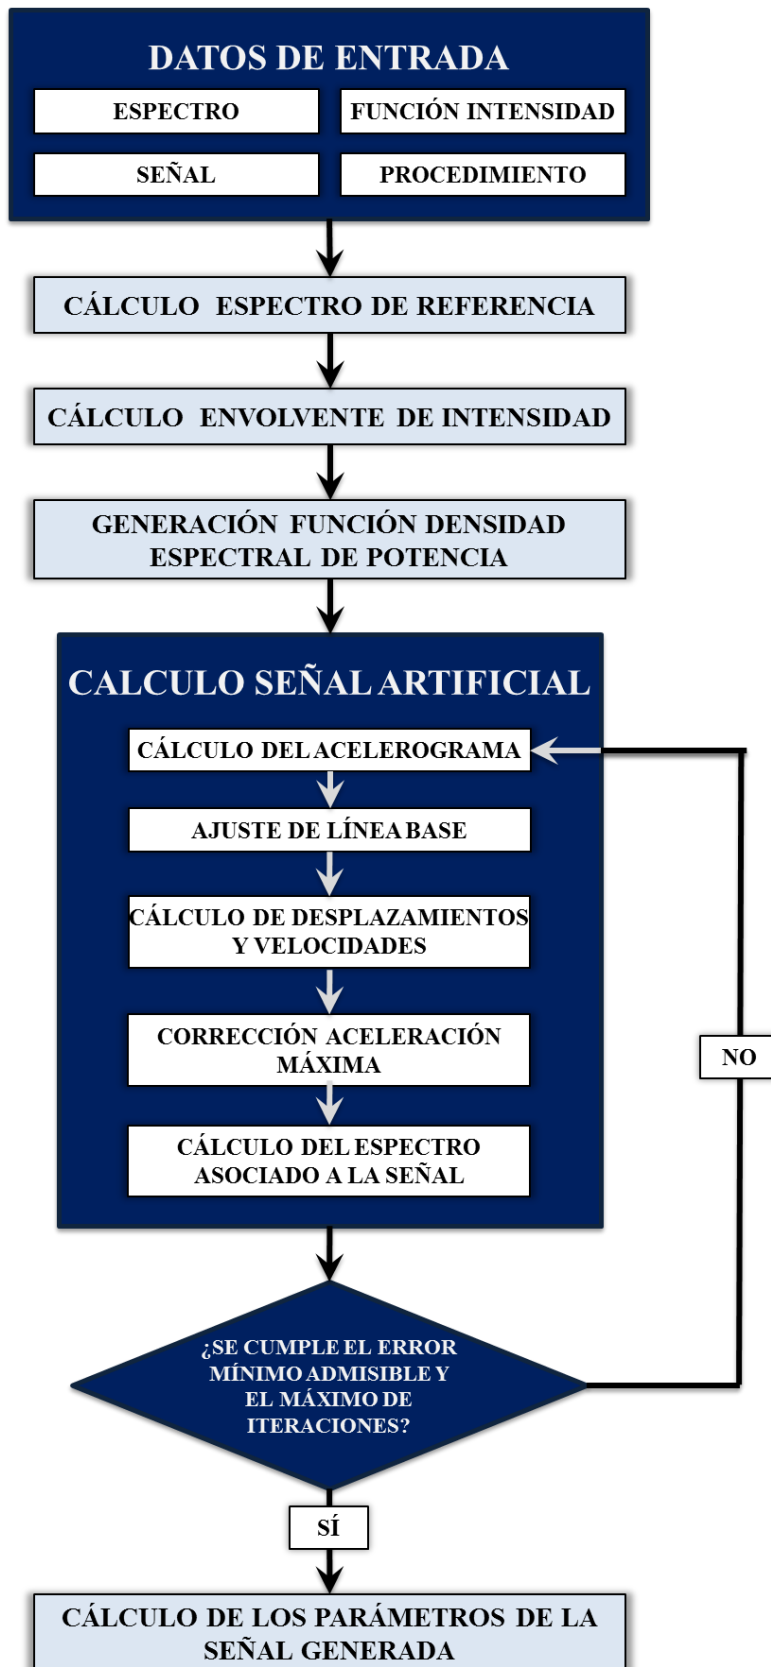 DATOS DE ENTRADA
ESPECTRO
FUNCIÓN INTENSIDAD
SEÑAL
PROCEDIMIENTO
CÁLCULO ESPECTRO DE REFERENCIA
CÁLCULO ENVOLVENTE DE INTENSIDAD
GENERACIÓN FUNCIÓN DENSIDAD
ESPECTRAL DE POTENCIA
CALCULO SEÑAL ARTIFICIAL
CÁLCULO DEL ACELEROGRAMA
AJUSTE DE LÍNEA BASE
CÁLCULO DE DESPLAZAMIENTOS
Y VELOCIDADES
CORRECCIÓN ACELERACIÓN
MÁXIMA
CÁLCULO DEL ESPECTRO
ASOCIADO A LA SEÑAL
NO
¿SE CUMPLE EL ERROR
MÍNIMO ADMISIBLE Y
EL MÁXIMO DE
ITERACIONES?
SÍ
CÁLCULO DE LOS PARÁMETROS DE LA
SEÑAL GENERADA